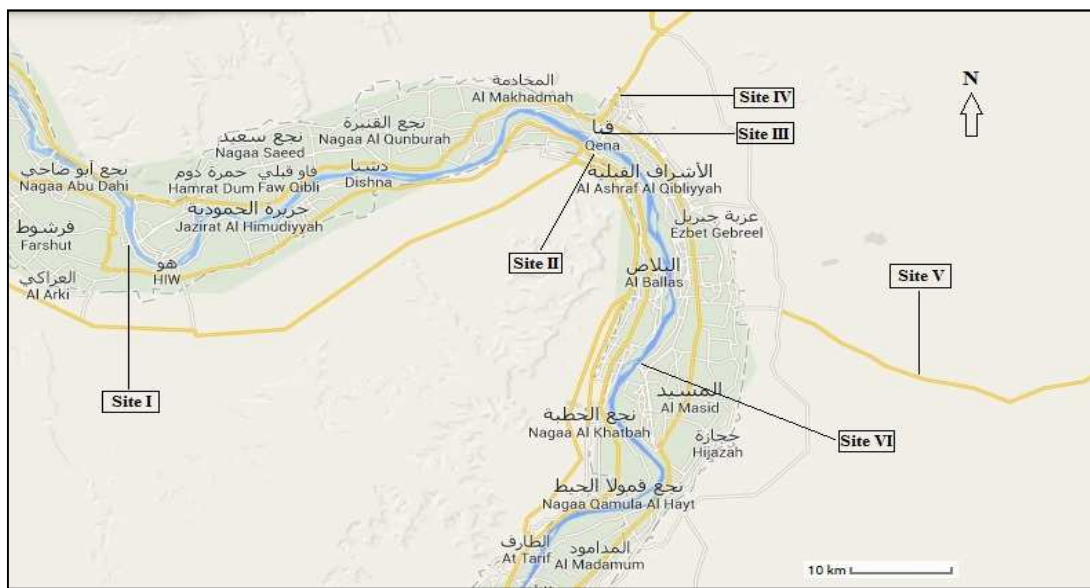 المخادمة
Al Makhadmah
Site IV
N
نجع القنبرة
Nagaa Al Qunburah
قنا
Qena
Site III
نجع سعيد
Nagaa Saeed
نجع أبو ضاحي
Nagaa Abu Dahi
حمرة دوم
Hamrat Dum
فاو قبلي
Faw Qibli
دشنا
Dishna
الأشراف القبلية
Al Ashraf Al Qibliyyah
فرشوط
Farshut
جزيرة الحمودية
Jazirat Al Himudiyyah
عزبة جبريل
Ezbet Gebreel
هو
HIW
Site II
العراكي
Al Arki
البلاص
Al Ballas
Site V
Site I
المسيد
Al Masid
نجع الخطبة
Nagaa Al Khatbah
حجازة
Hijazah
Site VI
نجع قمولا الحيط
Nagaa Qamula Al Hayt
الطارف
At Tarif
المدامود
Al Madamum
10 km